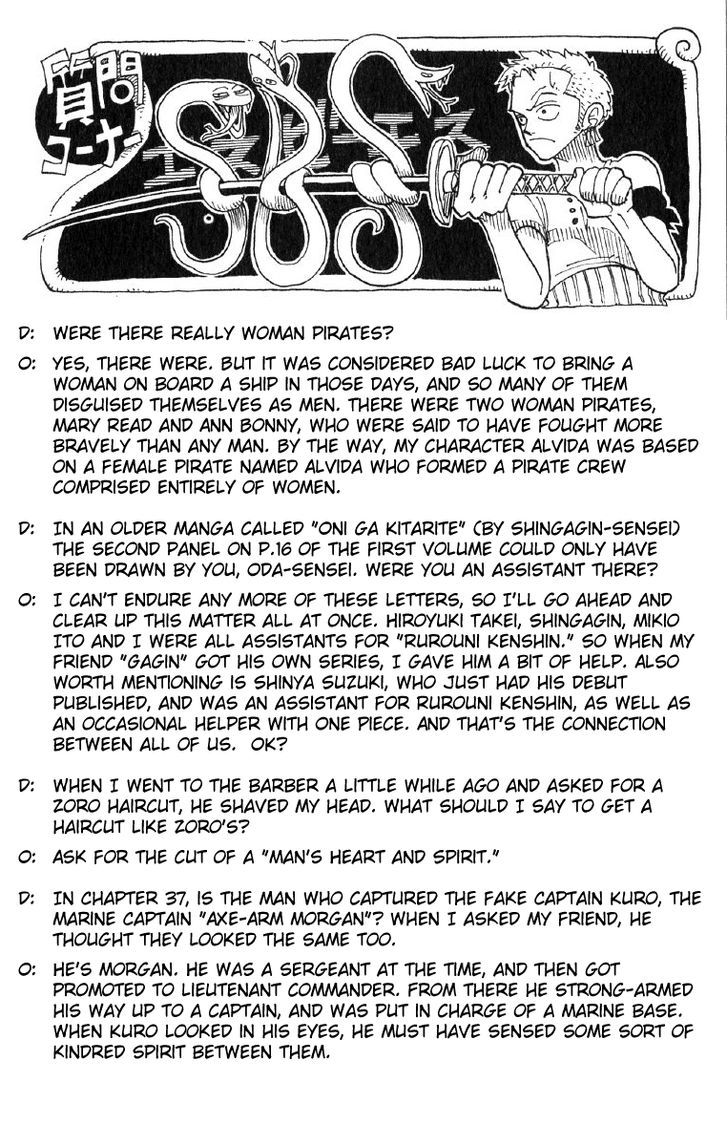 質問
コーナー
D: WERE THERE REALLY WOMAN PIRATES?
O: YES, THERE WERE. BUT IT WAS CONSIDERED BAD LUCK TO BRING A
WOMAN ON BOARD A SHIP IN THOSE DAYS, AND SO MANY OF THEM
DISGUISED THEMSELVES AS MEN. THERE WERE TWO WOMAN PIRATES,
MARY READ AND ANN BONNY, WHO WERE SAID TO HAVE FOUGHT MORE
BRAVELY THAN ANY MAN. BY THE WAY, MY CHARACTER ALVIDA WAS BASED
ON A FEMALE PIRATE NAMED ALVIDA WHO FORMED A PIRATE CREW
COMPRISED ENTIRELY OF WOMEN.
D: IN AN OLDER MANGA CALLED "ONI GA KITARITE" (BY SHINGAGIN-SENSEI)
THE SECOND PANEL ON P.16 OF THE FIRST VOLUME COULD ONLY HAVE
BEEN DRAWN BY YOU, ODA-SENSEI. WERE YOU AN ASSISTANT THERE?
O: I CAN'T ENDURE ANY MORE OF THESE LETTERS, SO I'LL GO AHEAD AND
CLEAR UP THIS MATTER ALL AT ONCE. HIROYUKI TAKEI, SHINGAGIN, MIKIO
ITO AND I WERE ALL ASSISTANTS FOR "RUROUNI KENSHIN." SO WHEN MY
FRIEND "GAGIN" GOT HIS OWN SERIES, I GAVE HIM A BIT OF HELP. ALSO
WORTH MENTIONING IS SHINYA SUZUKI, WHO JUST HAD HIS DEBUT
PUBLISHED, AND WAS AN ASSISTANT FOR RUROUNI KENSHIN, AS WELL AS
AN OCCASIONAL HELPER WITH ONE PIECE. AND THAT'S THE CONNECTION
BETWEEN ALL OF US. OK?
D: WHEN I WENT TO THE BARBER A LITTLE WHILE AGO AND ASKED FOR A
ZORO HAIRCUT, HE SHAVED MY HEAD. WHAT SHOULD I SAY TO GET A
HAIRCUT LIKE ZORO'S?
O: ASK FOR THE CUT OF A "MAN'S HEART AND SPIRIT."
D: IN CHAPTER 37, IS THE MAN WHO CAPTURED THE FAKE CAPTAIN KURO, THE
MARINE CAPTAIN "AXE-ARM MORGAN"? WHEN I ASKED MY FRIEND, HE
THOUGHT THEY LOOKED THE SAME TOO.
O: HE'S MORGAN. HE WAS A SERGEANT AT THE TIME, AND THEN GOT
PROMOTED TO LIEUTENANT COMMANDER. FROM THERE HE STRONG-ARMED
HIS WAY UP TO A CAPTAIN, AND WAS PUT IN CHARGE OF A MARINE BASE.
WHEN KURO LOOKED IN HIS EYES, HE MUST HAVE SENSED SOME SORT OF
KINDRED SPIRIT BETWEEN THEM.